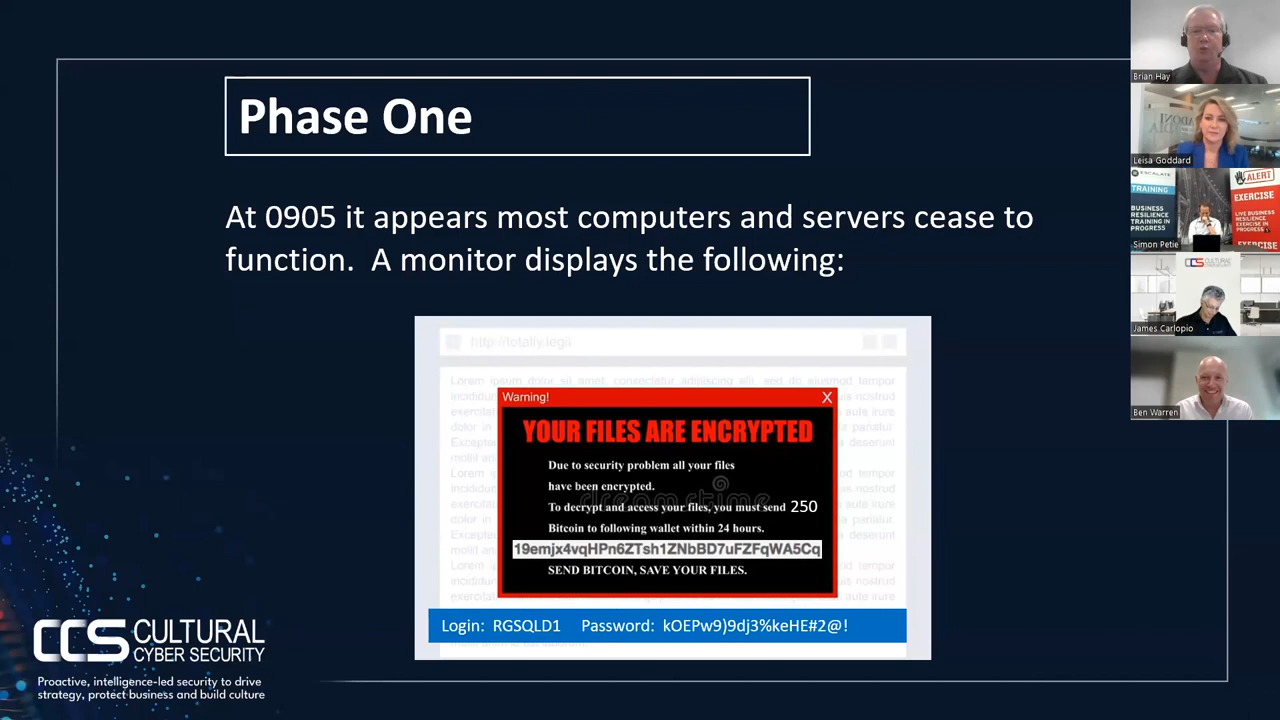 Phase One
At 0905 it appears most computers and servers cease to
function. A monitor displays the following:
http://totally.legit
Warning!
X
YOUR FILES ARE ENCRYPTED
Due to security problem all your files
have been encrypted.
To decrypt and access your files, you must send 250
Bitcoin to following wallet within 24 hours.
19emjx4vqHPn6ZTsh1ZNbBD7uFZFqWA5Cq
SEND BITCOIN, SAVE YOUR FILES.
dreamstime
Login: RGSQLD1 Password: kOEPw9)9dj3%keHE#2@!
CCS CULTURAL
CYBER SECURITY
Proactive, intelligence-led security to drive
strategy, protect business and build culture
Brian Hay
Leisa Goddard
ESCALATE
TRAINING
BUSINESS
RESILIENCE
TRAINING IN
PROGRESS
ALERT
EXERCISE
LIVE BUSINESS
RESILIENCE
EXERCISE IN
PROGRESS
EXERCISE
Simon Petie
CCS CULTURAL
CYBER SECURITY
James Carlopio
Ben Warren